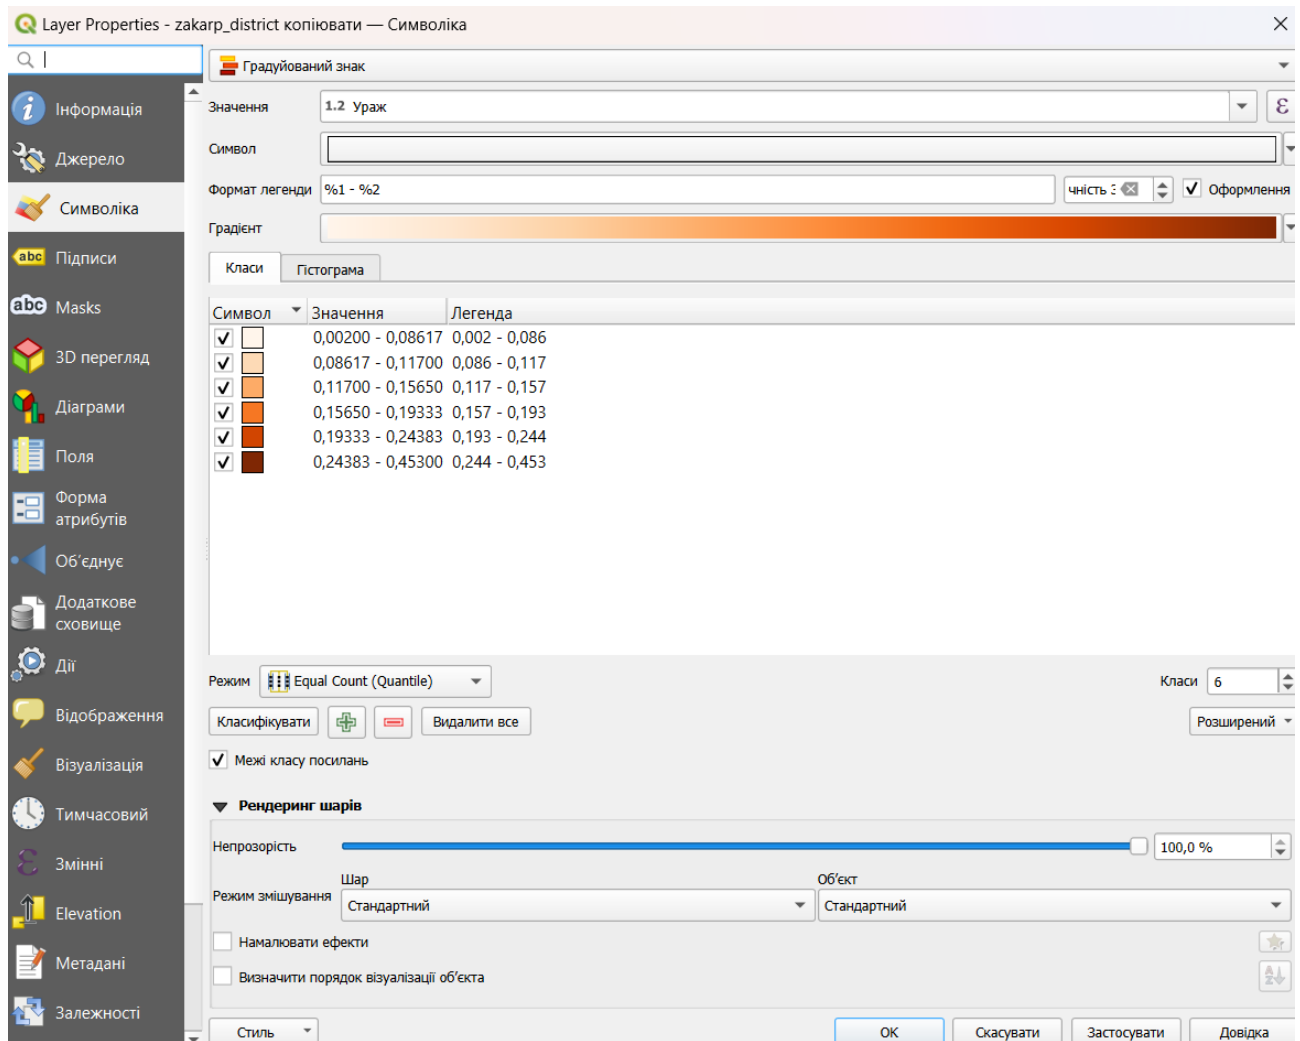 Layer Properties - zakarp_district копіювати — Символіка
Градуйований знак
Інформація
Джерело
Символіка
Підписи
abc
Masks
abc
3D перегляд
Діаграми
Поля
Форма
атрибутів
Об'єднує
Додаткове
сховище
Дії
Відображення
Візуалізація
Тимчасовий
Змінні
Elevation
Метадані
Залежності
Значення
1.2 Ураж
ε
Символ
Формат легенди
%1 - %2
чність 3
Оформлення
Градієнт
Класи
Гістограма
Символ Значення Легенда
0,00200 - 0,08617 0,002 - 0,086
0,08617 - 0,11700 0,086 - 0,117
0,11700 - 0,15650 0,117 - 0,157
0,15650 - 0,19333 0,157 - 0,193
0,19333 - 0,24383 0,193 - 0,244
0,24383 - 0,45300 0,244 - 0,453
Режим Equal Count (Quantile)
Класи 6
Класифікувати
Видалити все
Розширений
Межі класу посилань
Рендеринг шарів
Непрозорість
100,0 %
Шар
Об'єкт
Режим змішування
Стандартний
Стандартний
Намалювати ефекти
Визначити порядок візуалізації об'єкта
Стиль
ОК
Скасувати
Застосувати
Довідка